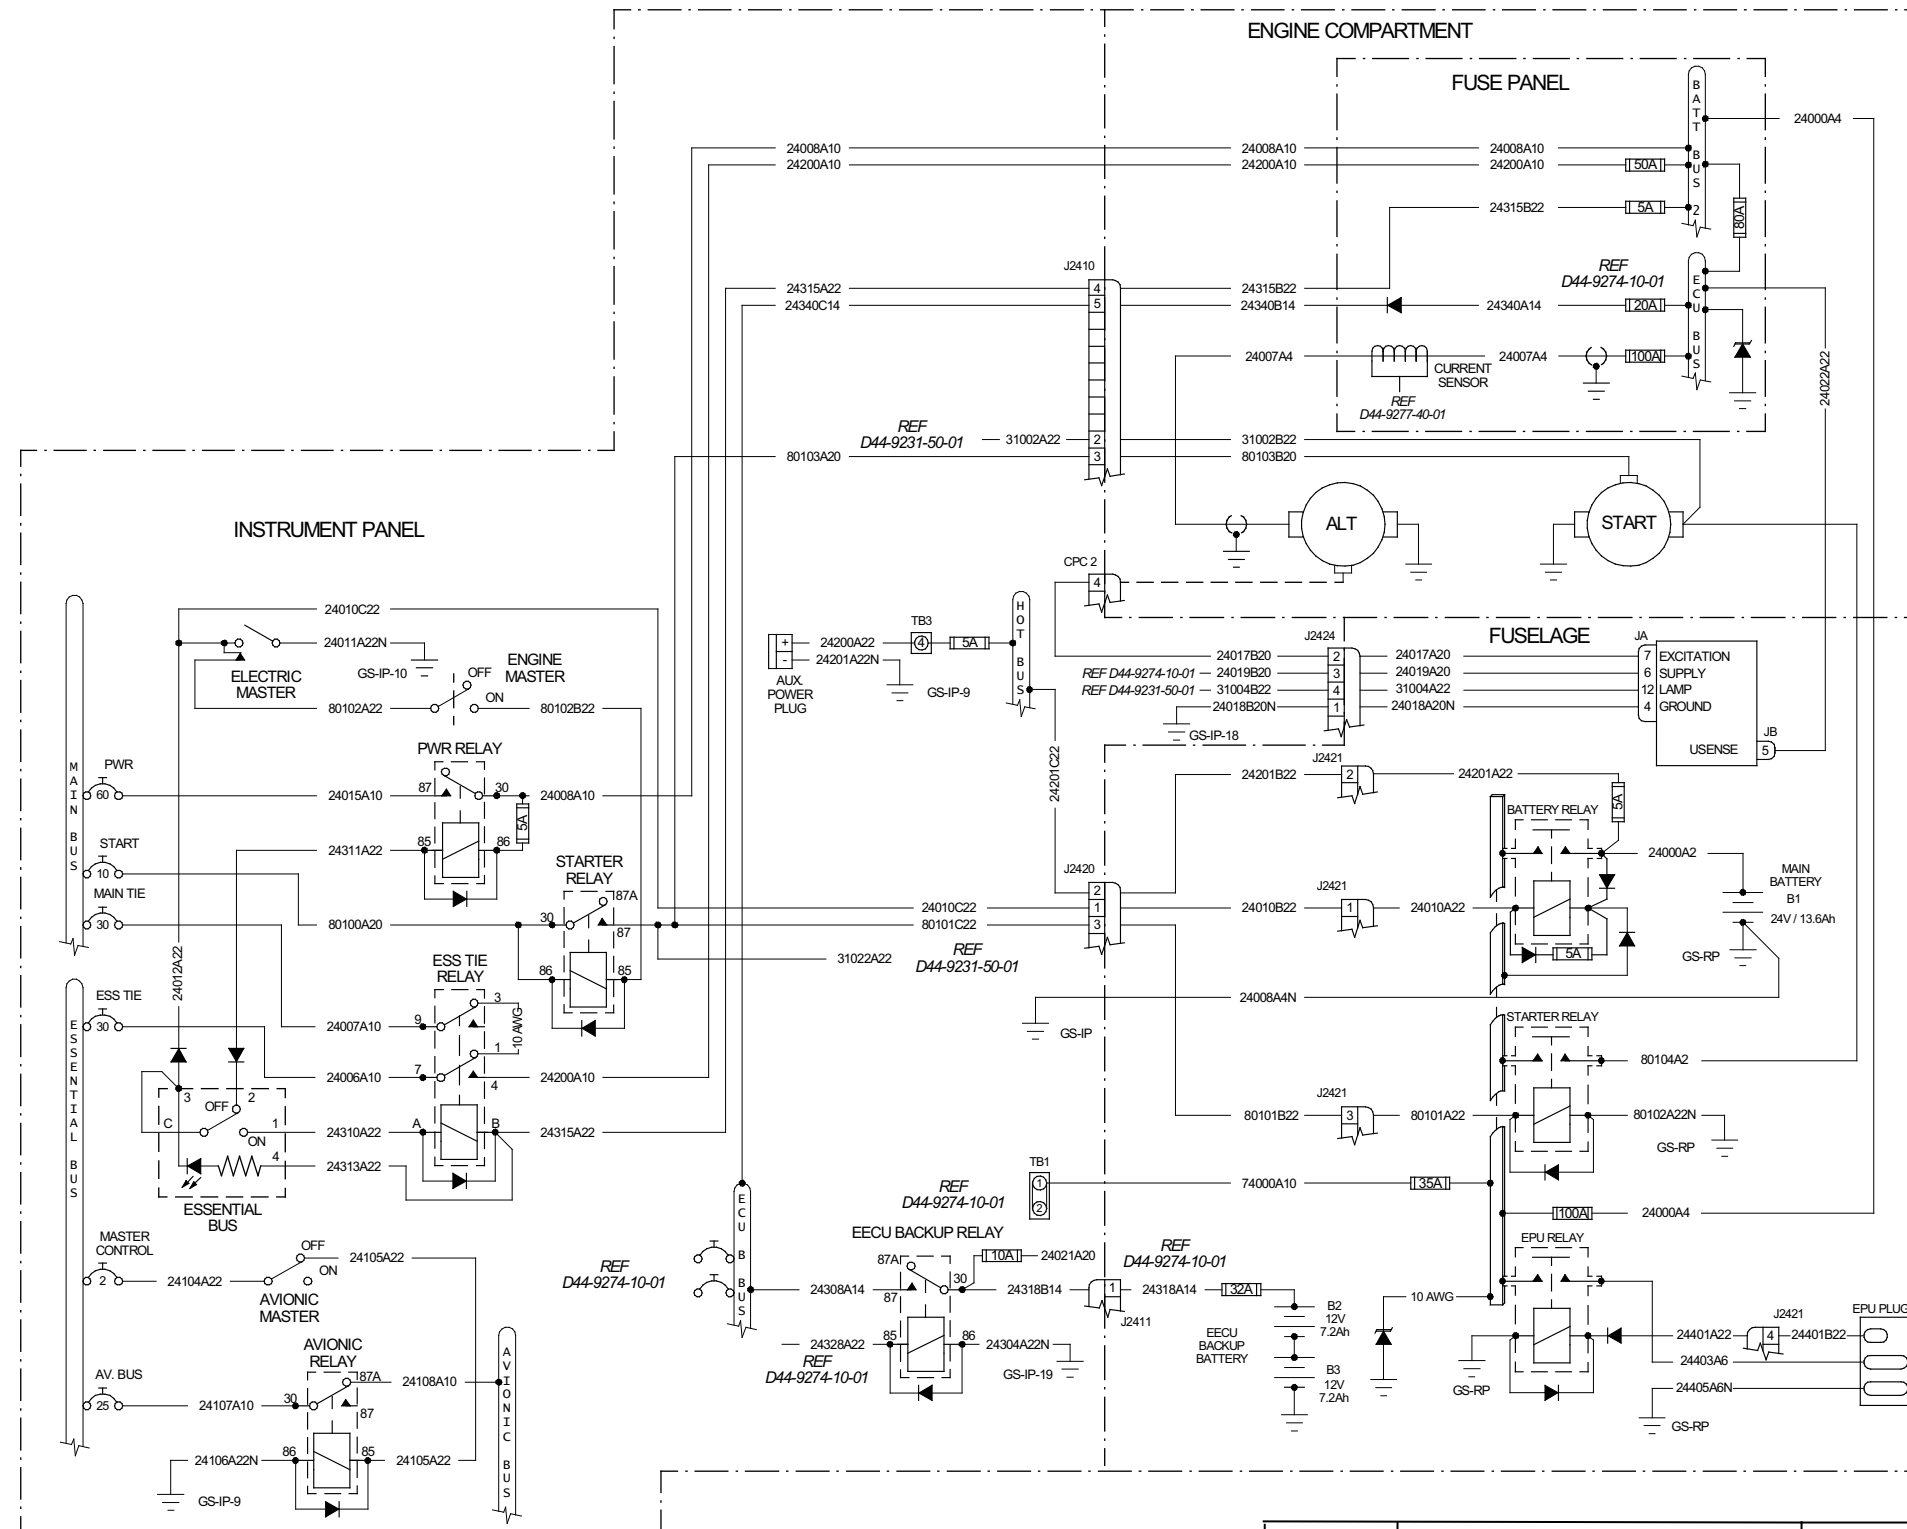 ENGINE COMPARTMENT
FUSE PANEL
BATT BUS 2
24000A4
24008A10
24008A10
24008A10
24200A10
24200A10
24200A10
50A
24315B22
5A
80A
J2410
REF
D44-9274-10-01
ECU BUS
24315A22
4
24315B22
24340C14
5
24340B14
24340A14
20A
24007A4
24007A4
100A
CURRENT
SENSOR
REF
D44-9277-40-01
24022A22
REF
D44-9231-50-01
31002A22
2
31002B22
80103A20
3
80103B20
INSTRUMENT PANEL
ALT
START
CPC 2
4
HOT BUS
24010C22
TB3
4
5A
24200A22
24201A22N
+
-
AUX.
POWER
PLUG
GS-IP-9
24011A22N
GS-IP-10
ELECTRIC
MASTER
ENGINE
MASTER
OFF
ON
80102A22
80102B22
FUSELAGE
J2424
JA
24017B20
2
24017A20
7
EXCITATION
REF D44-9274-10-01
24019B20
3
24019A20
6
SUPPLY
REF D44-9231-50-01
31004B22
4
31004A22
12
LAMP
24018B20N
1
24018A20N
4
GROUND
GS-IP-18
USENSE
JB
5
MAIN BUS
PWR
60
24015A10
PWR RELAY
87
30
24008A10
5A
24311A22
85
86
START
10
MAIN TIE
30
80100A20
STARTER
RELAY
87A
30
87
86
85
24201C22
J2421
24201B22
2
24201A22
5A
BATTERY RELAY
24000A2
MAIN
BATTERY
B1
24V / 13.6Ah
GS-RP
J2420
2
1
3
24010C22
80101C22
31022A22
REF
D44-9231-50-01
J2421
24010B22
1
24010A22
5A
24008A4N
GS-IP
24012A22
ESSENTIAL BUS
ESS TIE
30
ESS TIE
RELAY
24007A10
9
3
10 AWG
1
24006A10
7
4
24200A10
3
OFF
2
C
1
ON
24310A22
A
B
24315A22
4
24313A22
ESSENTIAL
BUS
STARTER RELAY
80104A2
J2421
80101B22
3
80101A22
80102A22N
GS-RP
TB1
1
2
REF
D44-9274-10-01
74000A10
35A
100A
24000A4
MASTER
CONTROL
2
24104A22
OFF
ON
24105A22
AVIONIC
MASTER
ECU BUS
REF
D44-9274-10-01
EECU BACKUP RELAY
87A
30
87
10A
24021A20
REF
D44-9274-10-01
24308A14
24318B14
1
24318A14
32A
J2411
B2
12V
7.2Ah
EECU
BACKUP
BATTERY
B3
12V
7.2Ah
24328A22
85
86
24304A22N
GS-IP-19
REF
D44-9274-10-01
EPU RELAY
10 AWG
J2421
EPU PLUG
24401A22
4
24401B22
24403A6
24405A6N
GS-RP
GS-RP
AV. BUS
25
24107A10
AVIONIC
RELAY
30
87A
87
24108A10
AVIONIC BUS
24106A22N
86
85
24105A22
GS-IP-9